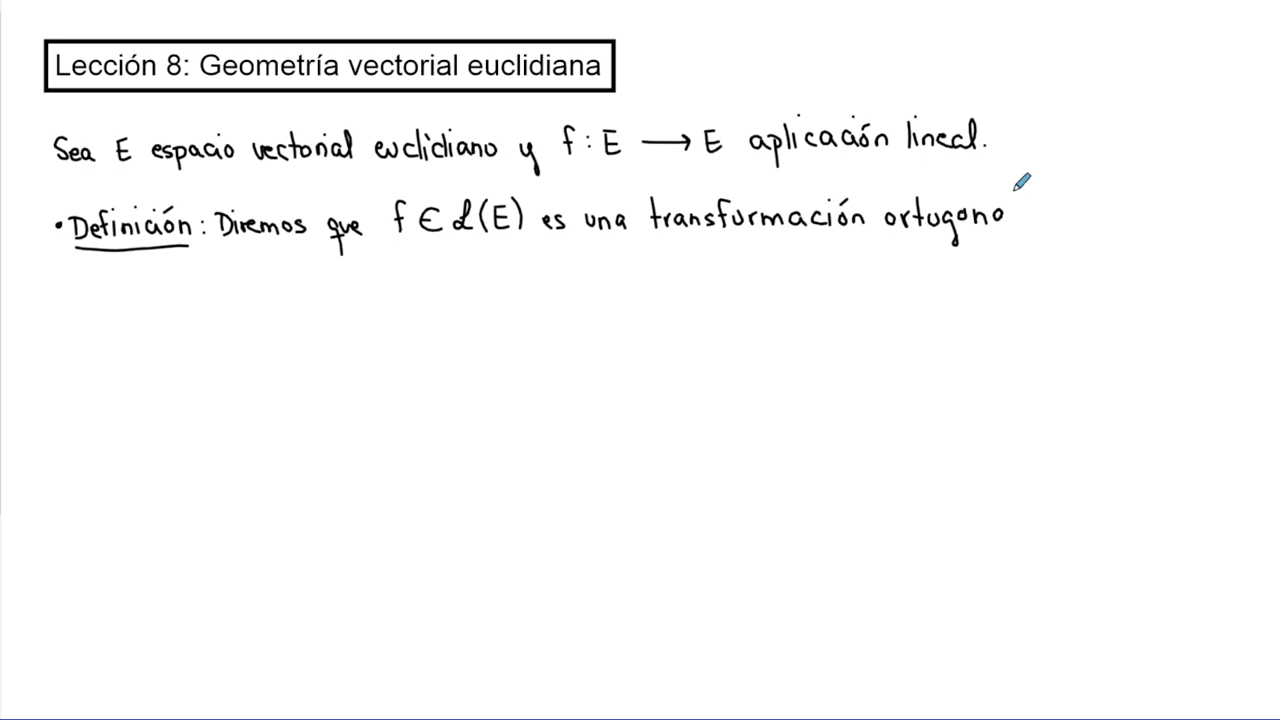 Lección 8: Geometría vectorial euclidiana
Sea E espacio vectorial euclidiano y f : E ⟶ E aplicación lineal.
• Definición : Diremos que f ∈ ℒ(E) es una transformación ortogono